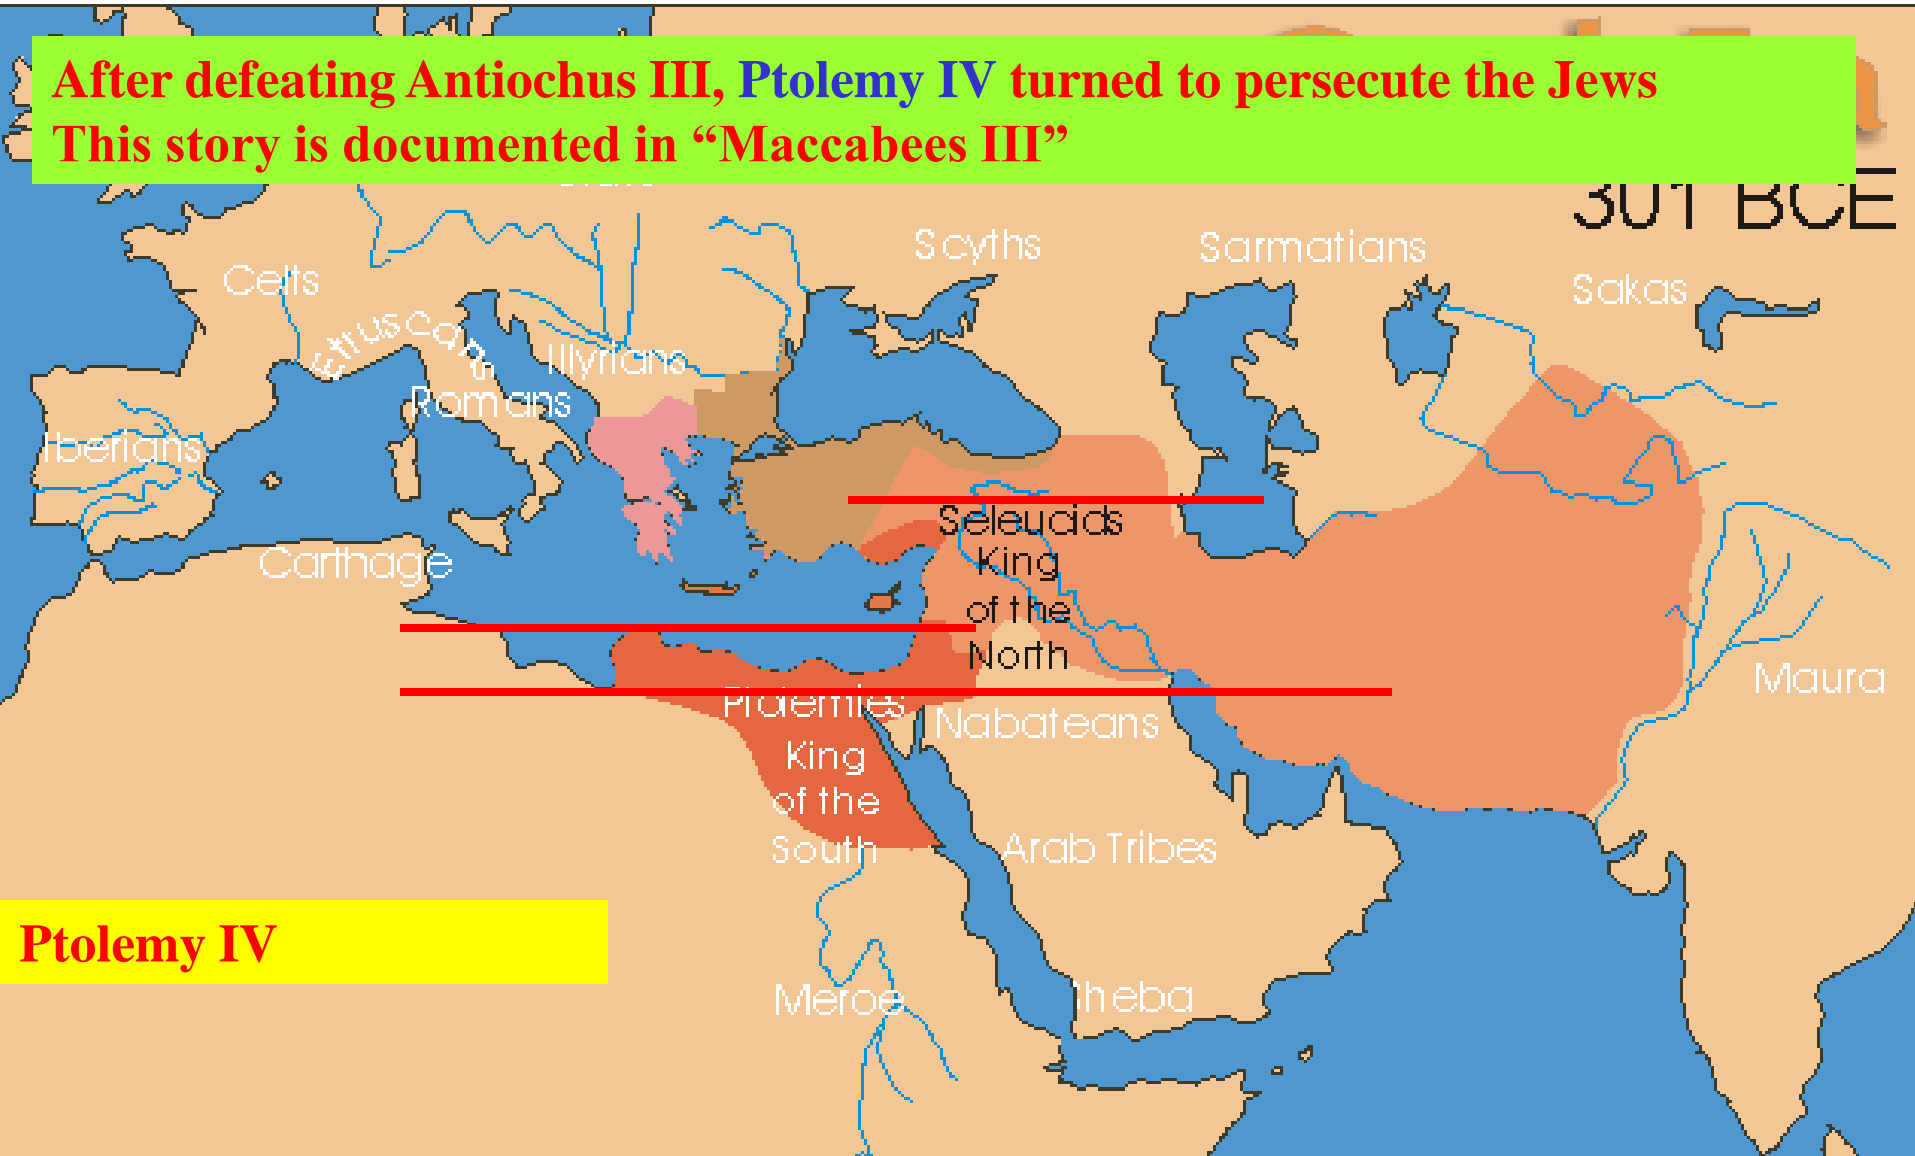 After defeating Antiochus III, Ptolemy IV turned to persecute the Jews
This story is documented in “Maccabees III”
301 BCE
Scyths
Sarmatians
Sakas
Celts
Etruscans
Illyrians
Romans
Iberians
Seleucids
King
of the
North
Carthage
Ptolemies
King
of the
South
Nabateans
Maura
Arab Tribes
Ptolemy IV
Meroe
Sheba